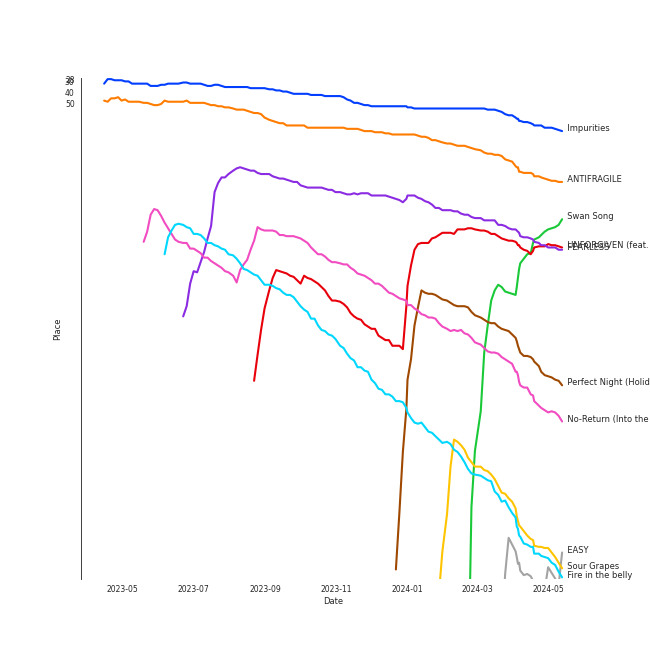 30
40
50
Impurities
ANTIFRAGILE
Swan Song
UNFORGIVEN (feat.
FEARLESS
Perfect Night (Holid
No-Return (Into the
EASY
Sour Grapes
Fire in the belly
Place
2023-05 2023-07 2023-09 2023-11 2024-01 2024-03 2024-05
Date